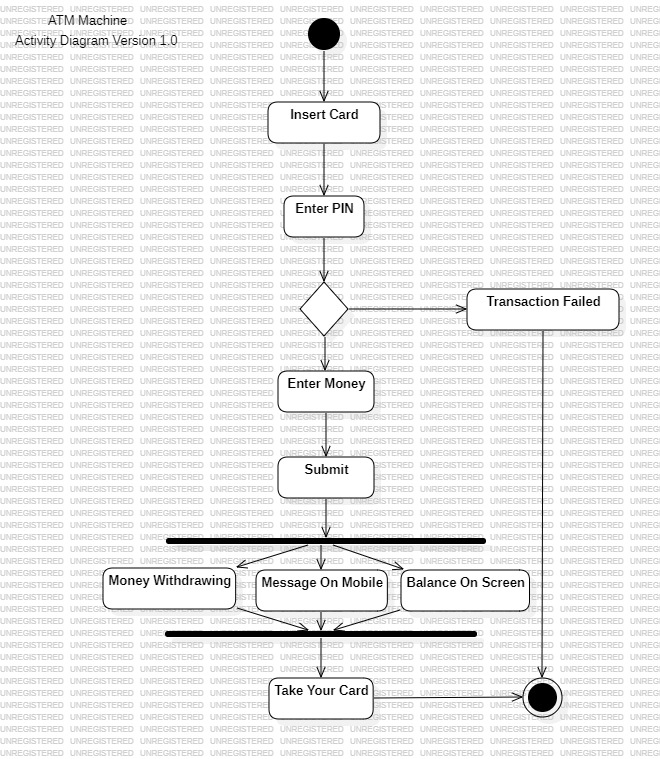 ATM Machine
Activity Diagram Version 1.0
Insert Card
Enter PIN
Transaction Failed
Enter Money
Submit
Money Withdrawing
Message On Mobile
Balance On Screen
Take Your Card
UNREGISTERED